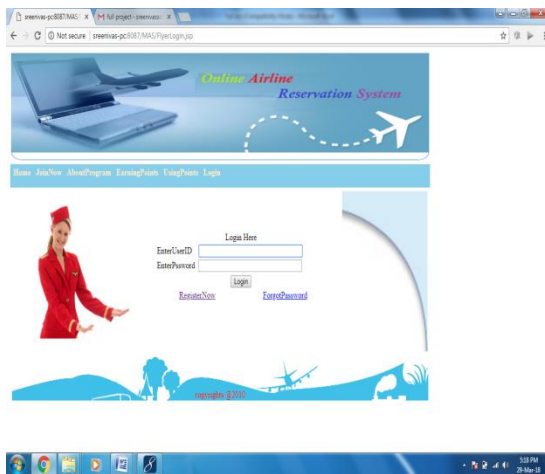 sreenivas-pc:8087/MAS
M full project - sreenivasa
Not secure sreenivas-pc:8087/MAS/FlyerLogin.jsp
Online Airline
Reservation System
Home JoinNow AboutProgram EarningPoints UsingPoints Login
Login Here
EnterUserID
EnterPassword
Login
RegisterNow ForgotPassword
copyrights @2010
5:18 PM
29-Mar-18